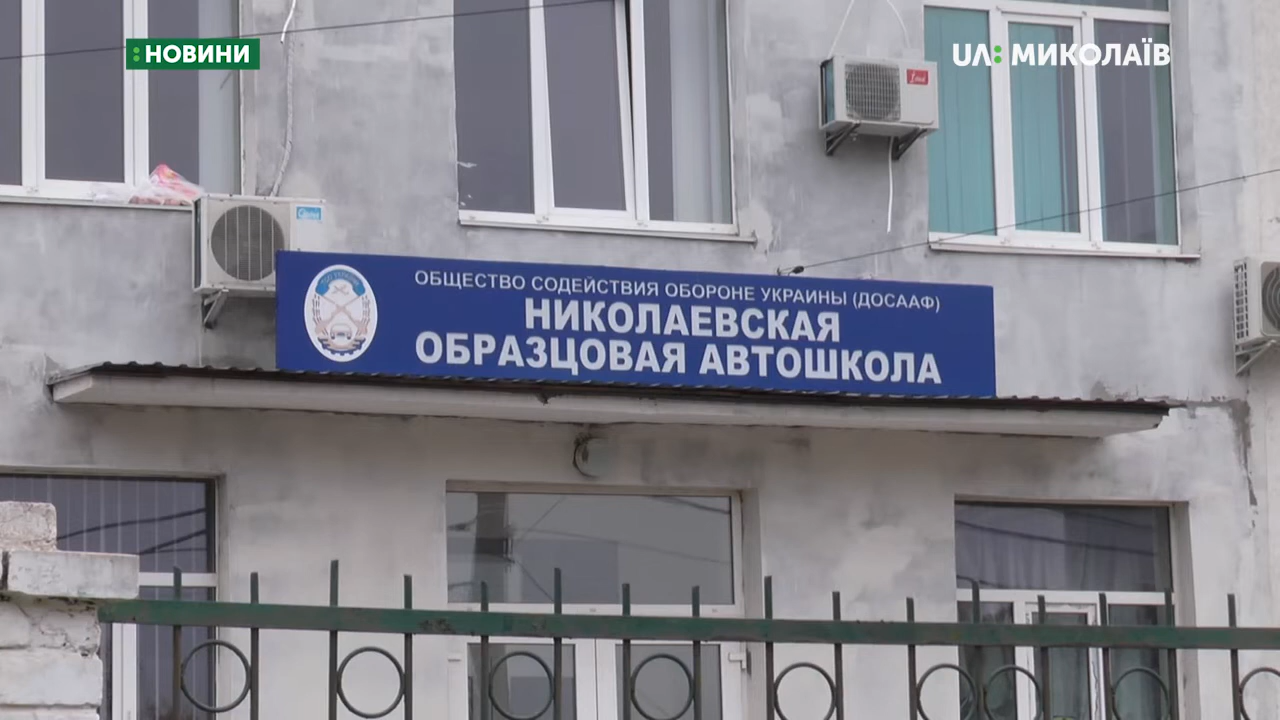 :НОВИНИ
UA: МИКОЛАЇВ
ОБЩЕСТВО СОДЕЙСТВИЯ ОБОРОНЕ УКРАИНЫ (ДОСААФ)
НИКОЛАЕВСКАЯ
ОБРАЗЦОВАЯ АВТОШКОЛА